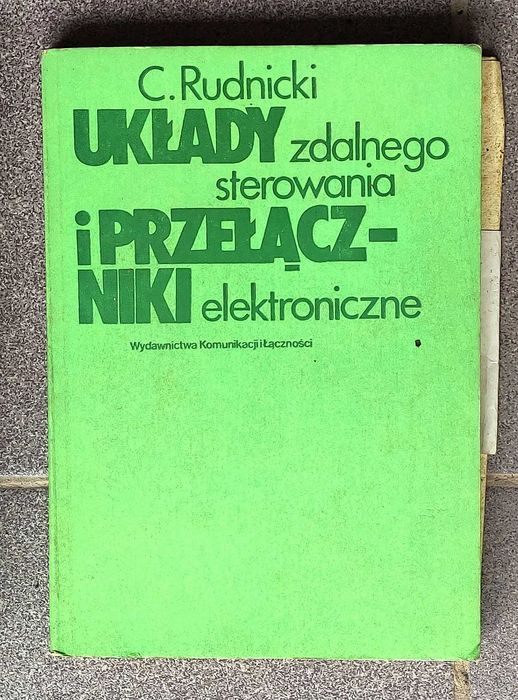 C. Rudnicki
UKŁADY zdalnego
sterowania
i PRZEŁĄCZ-
NIKI elektroniczne
Wydawnictwa Komunikacji i Łączności